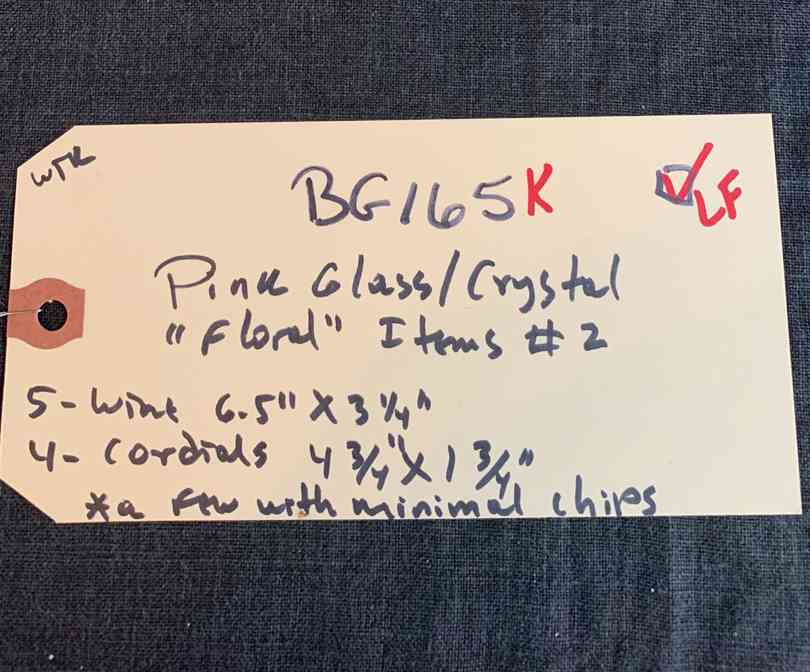 WTR
BG165K
LF
Pink Glass/Crystal
"Floral" Items # 2
5- Wine 6.5" X 3 1/4"
4- Cordials 4 3/4" X 1 3/4"
*a few with minimal chips